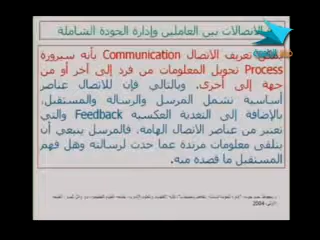 الاتصالات بين العاملين وإدارة الجودة الشاملة
تعريف الاتصال Communication بأنه سيرورة
Process تحويل المعلومات من فرد إلى أخر أو من
جهة إلى أخرى. وبالتالي فإن للاتصال عناصر
أساسية تشمل المرسل والرسالة والمستقبل،
بالإضافة إلى التغذية العكسية Feedback والتي
تعتبر من عناصر الاتصال الهامة، فالمرسل ينبغي أن
يتلقى معلومات مرتدة عما حدث لرسالته وهل فهم
المستقبل ما قصده منه.
2004